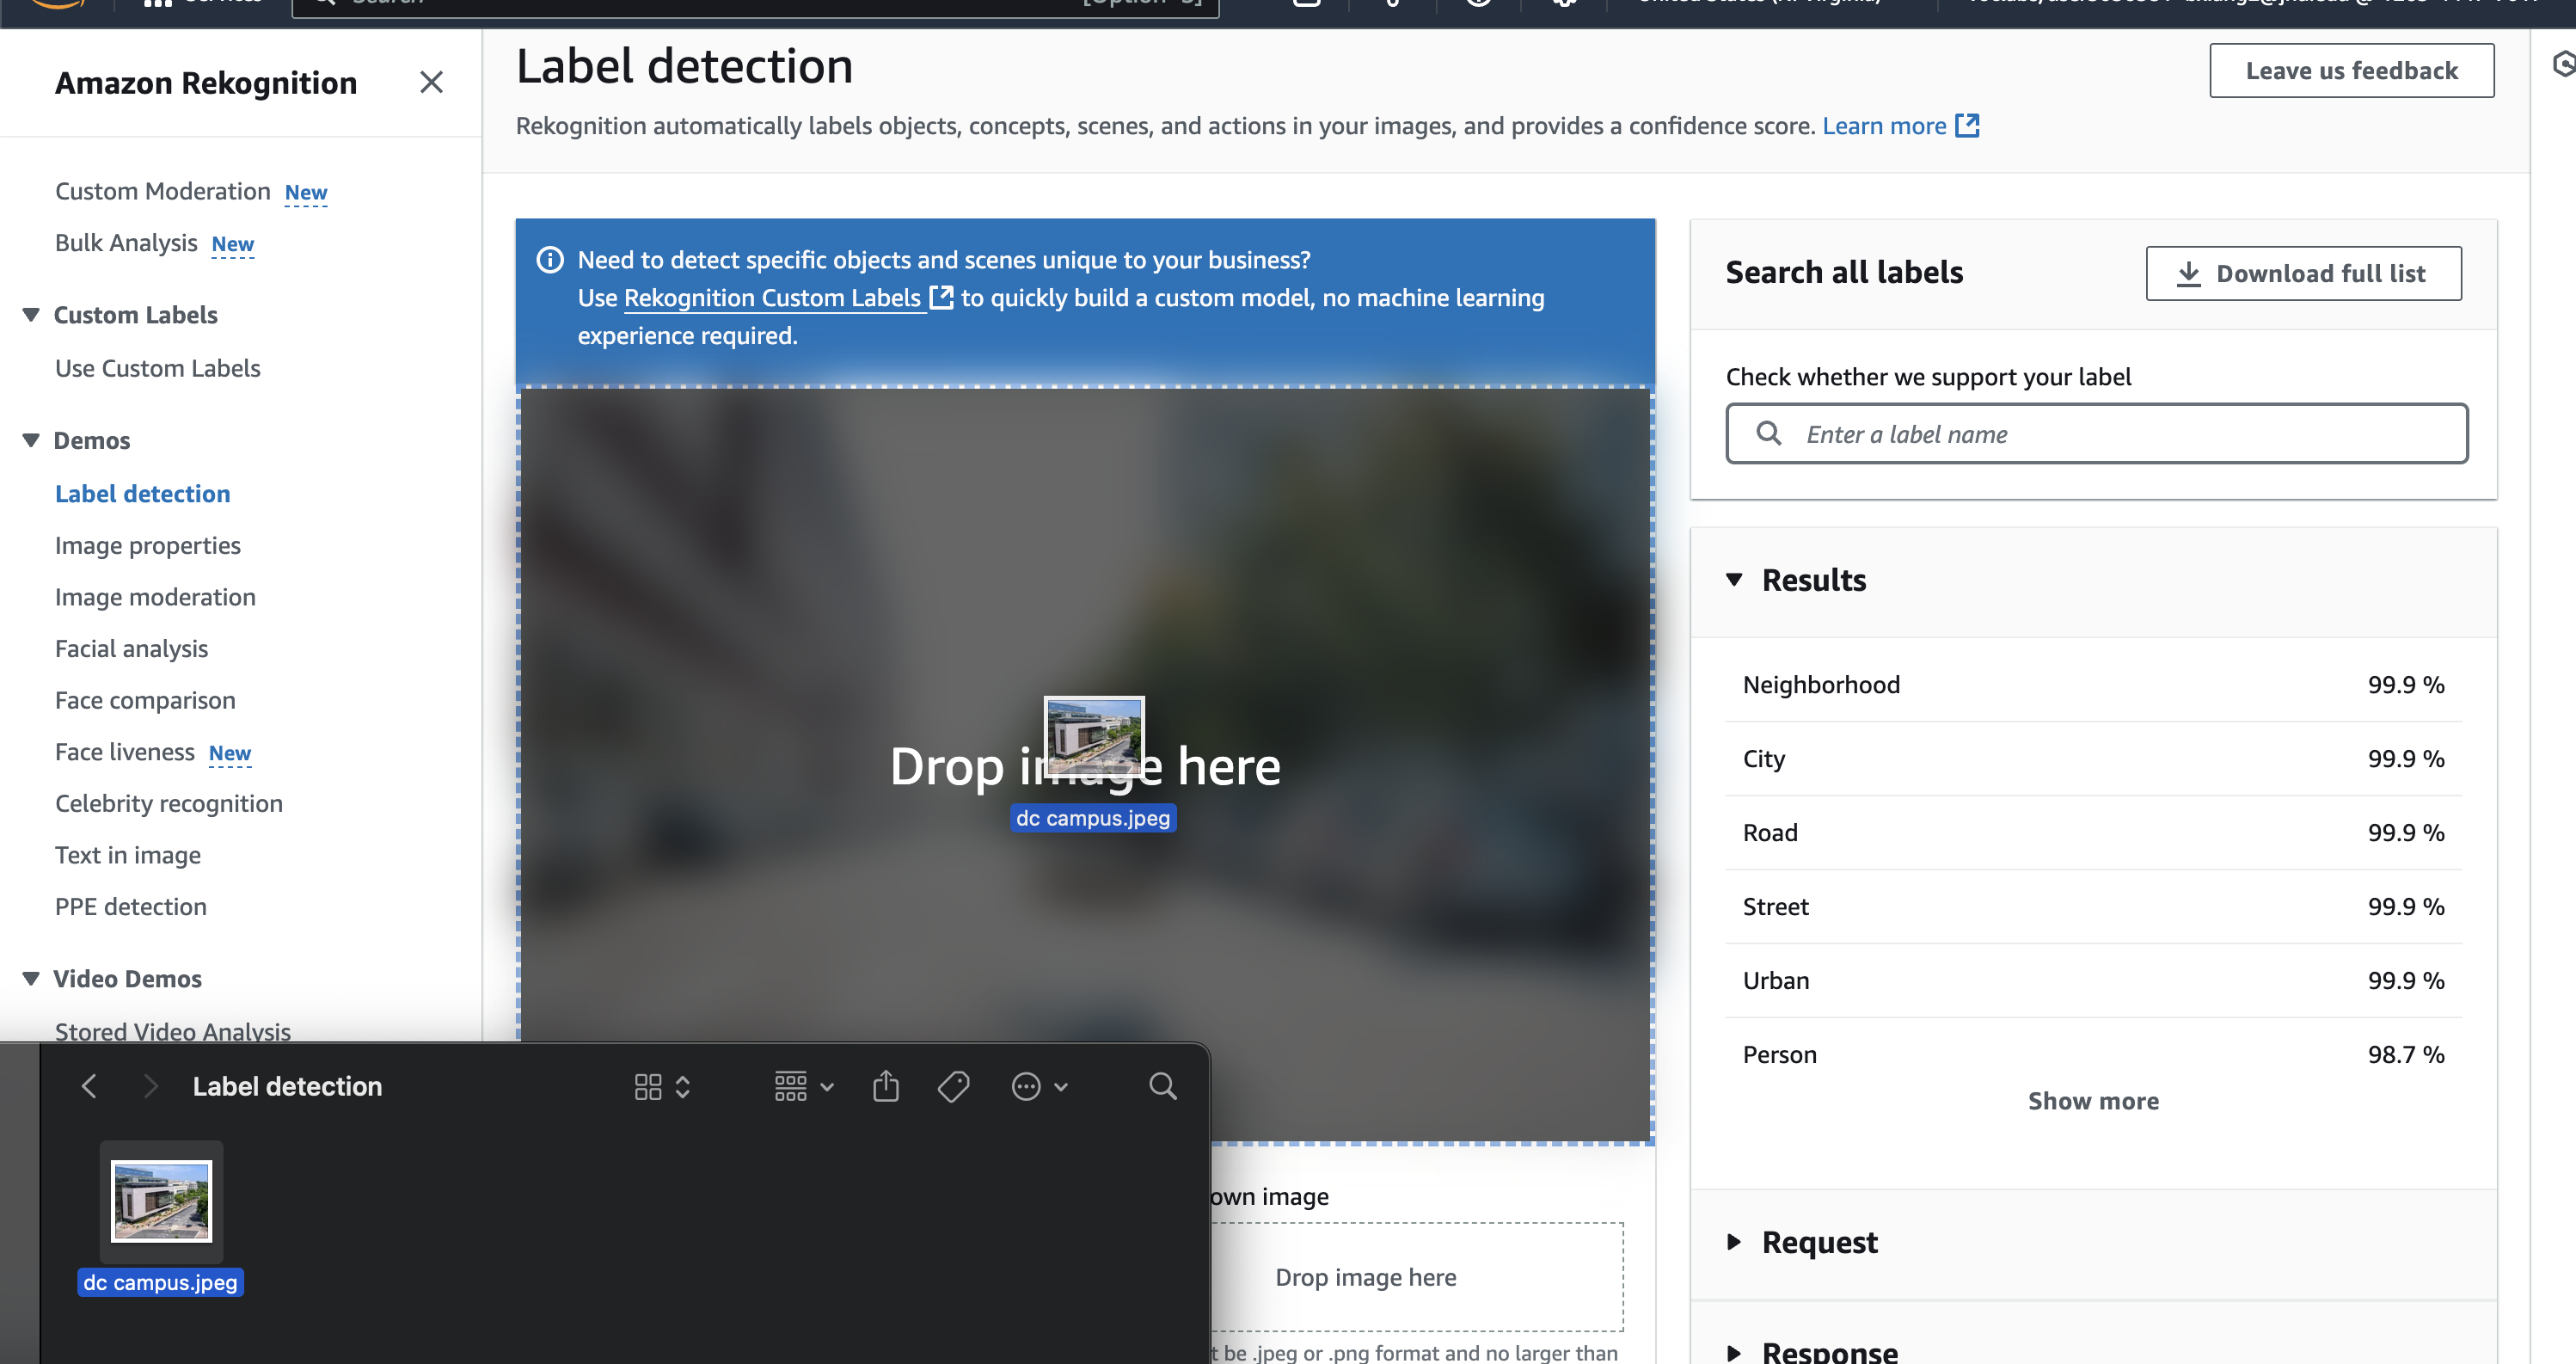 Amazon Rekognition
Custom Moderation New
Bulk Analysis New
Custom Labels
Use Custom Labels
Demos
Label detection
Image properties
Image moderation
Facial analysis
Face comparison
Face liveness New
Celebrity recognition
Text in image
PPE detection
Video Demos
Stored Video Analysis
Label detection
Leave us feedback
Rekognition automatically labels objects, concepts, scenes, and actions in your images, and provides a confidence score. Learn more
Need to detect specific objects and scenes unique to your business?
Use Rekognition Custom Labels to quickly build a custom model, no machine learning
experience required.
Drop image here
dc campus.jpeg
own image
Drop image here
t be .jpeg or .png format and no larger than
Search all labels
Download full list
Check whether we support your label
Enter a label name
Results
Neighborhood 99.9 %
City 99.9 %
Road 99.9 %
Street 99.9 %
Urban 99.9 %
Person 98.7 %
Show more
Request
Response
Label detection
dc campus.jpeg